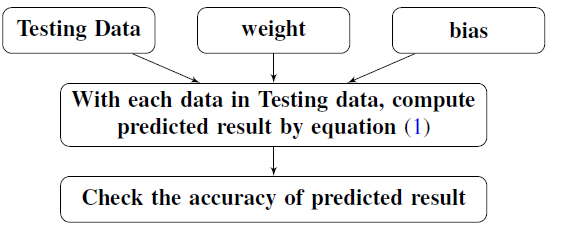 Testing Data
weight
bias
With each data in Testing data, compute
predicted result by equation (1)
Check the accuracy of predicted result